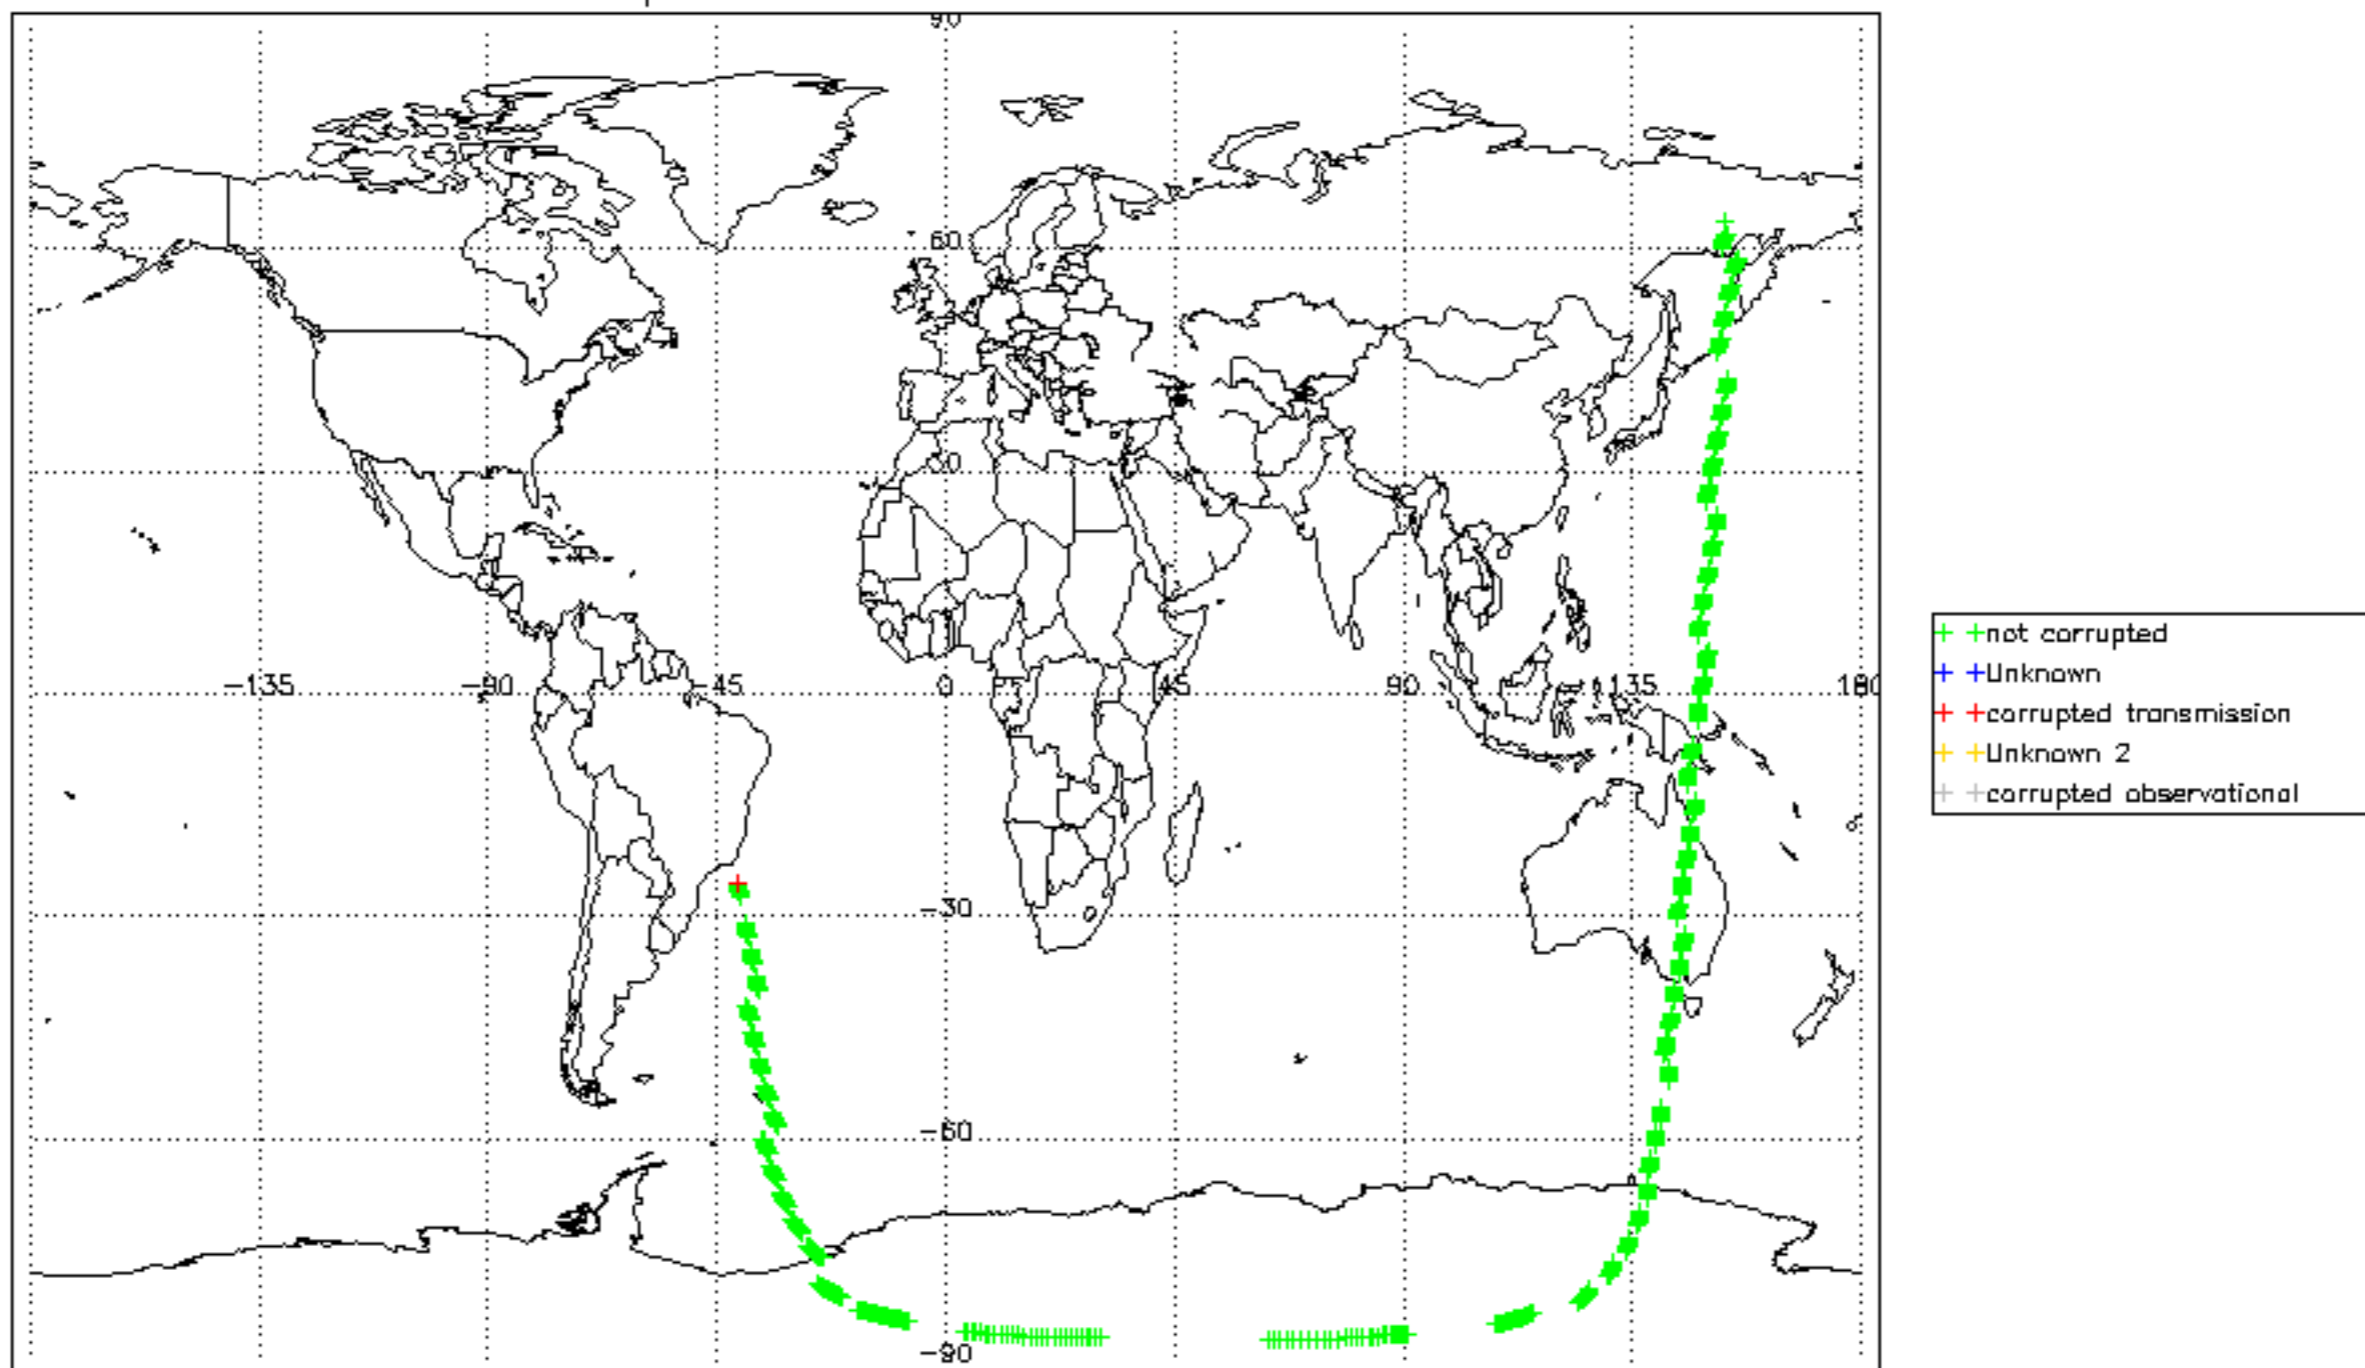 90
60
30
-135 -90 -45 0 45 90 135 180
-30
-60
-90
++not corrupted
++Unknown
++corrupted transmission
++Unknown 2
++corrupted observational